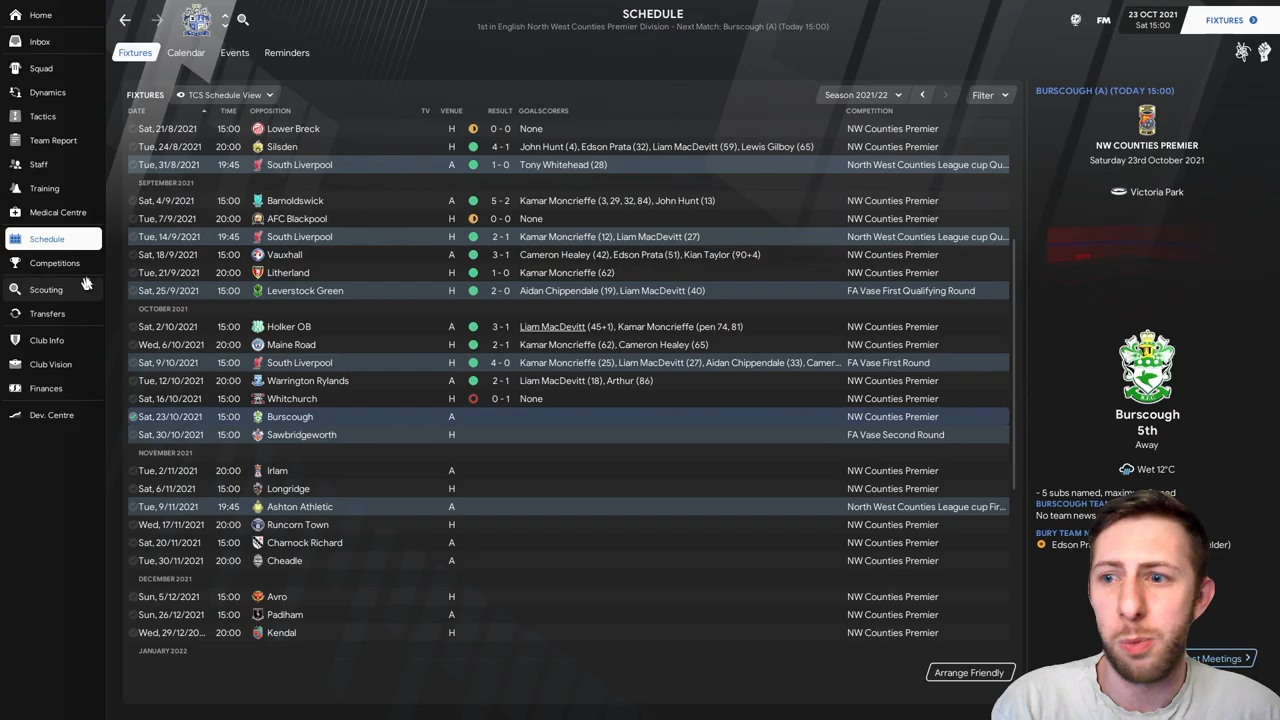 SCHEDULE
1st in English North West Counties Premier Division - Next Match: Burscough (A) (Today 15:00)
FM
23 OCT 2021
Sat 15:00
FIXTURES
Home
Inbox
Squad
Dynamics
Tactics
Team Report
Staff
Training
Medical Centre
Schedule
Competitions
Scouting
Transfers
Club Info
Club Vision
Finances
Dev. Centre
Fixtures Calendar Events Reminders
FIXTURES TCS Schedule View Season 2021/22 Filter
DATE TIME OPPOSITION TV VENUE RESULT GOALSCORERS COMPETITION
Sat, 21/8/2021 15:00 Lower Breck H 0 - 0 None NW Counties Premier
Tue, 24/8/2021 20:00 Silsden H 4 - 1 John Hunt (4), Edson Prata (32), Liam MacDevitt (59), Lewis Gilboy (65) NW Counties Premier
Tue, 31/8/2021 19:45 South Liverpool A 1 - 0 Tony Whitehead (28) North West Counties League cup Qu...
SEPTEMBER 2021
Sat, 4/9/2021 15:00 Barnoldswick A 5 - 2 Kamar Moncrieffe (3, 29, 32, 84), John Hunt (13) NW Counties Premier
Tue, 7/9/2021 20:00 AFC Blackpool H 0 - 0 None NW Counties Premier
Tue, 14/9/2021 19:45 South Liverpool H 2 - 1 Kamar Moncrieffe (12), Liam MacDevitt (27) North West Counties League cup Qu...
Sat, 18/9/2021 15:00 Vauxhall A 3 - 1 Cameron Healey (42), Edson Prata (51), Kian Taylor (90+4) NW Counties Premier
Tue, 21/9/2021 20:00 Litherland H 1 - 0 Kamar Moncrieffe (62) NW Counties Premier
Sat, 25/9/2021 15:00 Leverstock Green H 2 - 0 Aidan Chippendale (19), Liam MacDevitt (40) FA Vase First Qualifying Round
OCTOBER 2021
Sat, 2/10/2021 15:00 Holker OB A 3 - 1 Liam MacDevitt (45+1), Kamar Moncrieffe (pen 74, 81) NW Counties Premier
Wed, 6/10/2021 20:00 Maine Road H 2 - 1 Kamar Moncrieffe (62), Cameron Healey (65) NW Counties Premier
Sat, 9/10/2021 15:00 South Liverpool H 4 - 0 Kamar Moncrieffe (25), Liam MacDevitt (27), Aidan Chippendale (33), Camer... FA Vase First Round
Tue, 12/10/2021 20:00 Warrington Rylands A 2 - 1 Liam MacDevitt (18), Arthur (86) NW Counties Premier
Sat, 16/10/2021 15:00 Whitchurch H 0 - 1 None NW Counties Premier
Sat, 23/10/2021 15:00 Burscough A NW Counties Premier
Sat, 30/10/2021 15:00 Sawbridgeworth H FA Vase Second Round
NOVEMBER 2021
Tue, 2/11/2021 20:00 Irlam A NW Counties Premier
Sat, 6/11/2021 15:00 Longridge H NW Counties Premier
Tue, 9/11/2021 19:45 Ashton Athletic A North West Counties League cup Fir...
Wed, 17/11/2021 20:00 Runcorn Town H NW Counties Premier
Sat, 20/11/2021 15:00 Charnock Richard A NW Counties Premier
Tue, 30/11/2021 20:00 Cheadle A NW Counties Premier
DECEMBER 2021
Sun, 5/12/2021 15:00 Avro H NW Counties Premier
Sun, 26/12/2021 15:00 Padiham A NW Counties Premier
Wed, 29/12/20... 20:00 Kendal H NW Counties Premier
JANUARY 2022
Arrange Friendly
BURSCOUGH (A) (TODAY 15:00)
NW COUNTIES PREMIER
Saturday 23rd October 2021
Victoria Park
Burscough
5th
Away
Wet 12°C
- 5 subs named
BURSCOUGH
No team news
BURY TEAM
Edson
Meetings